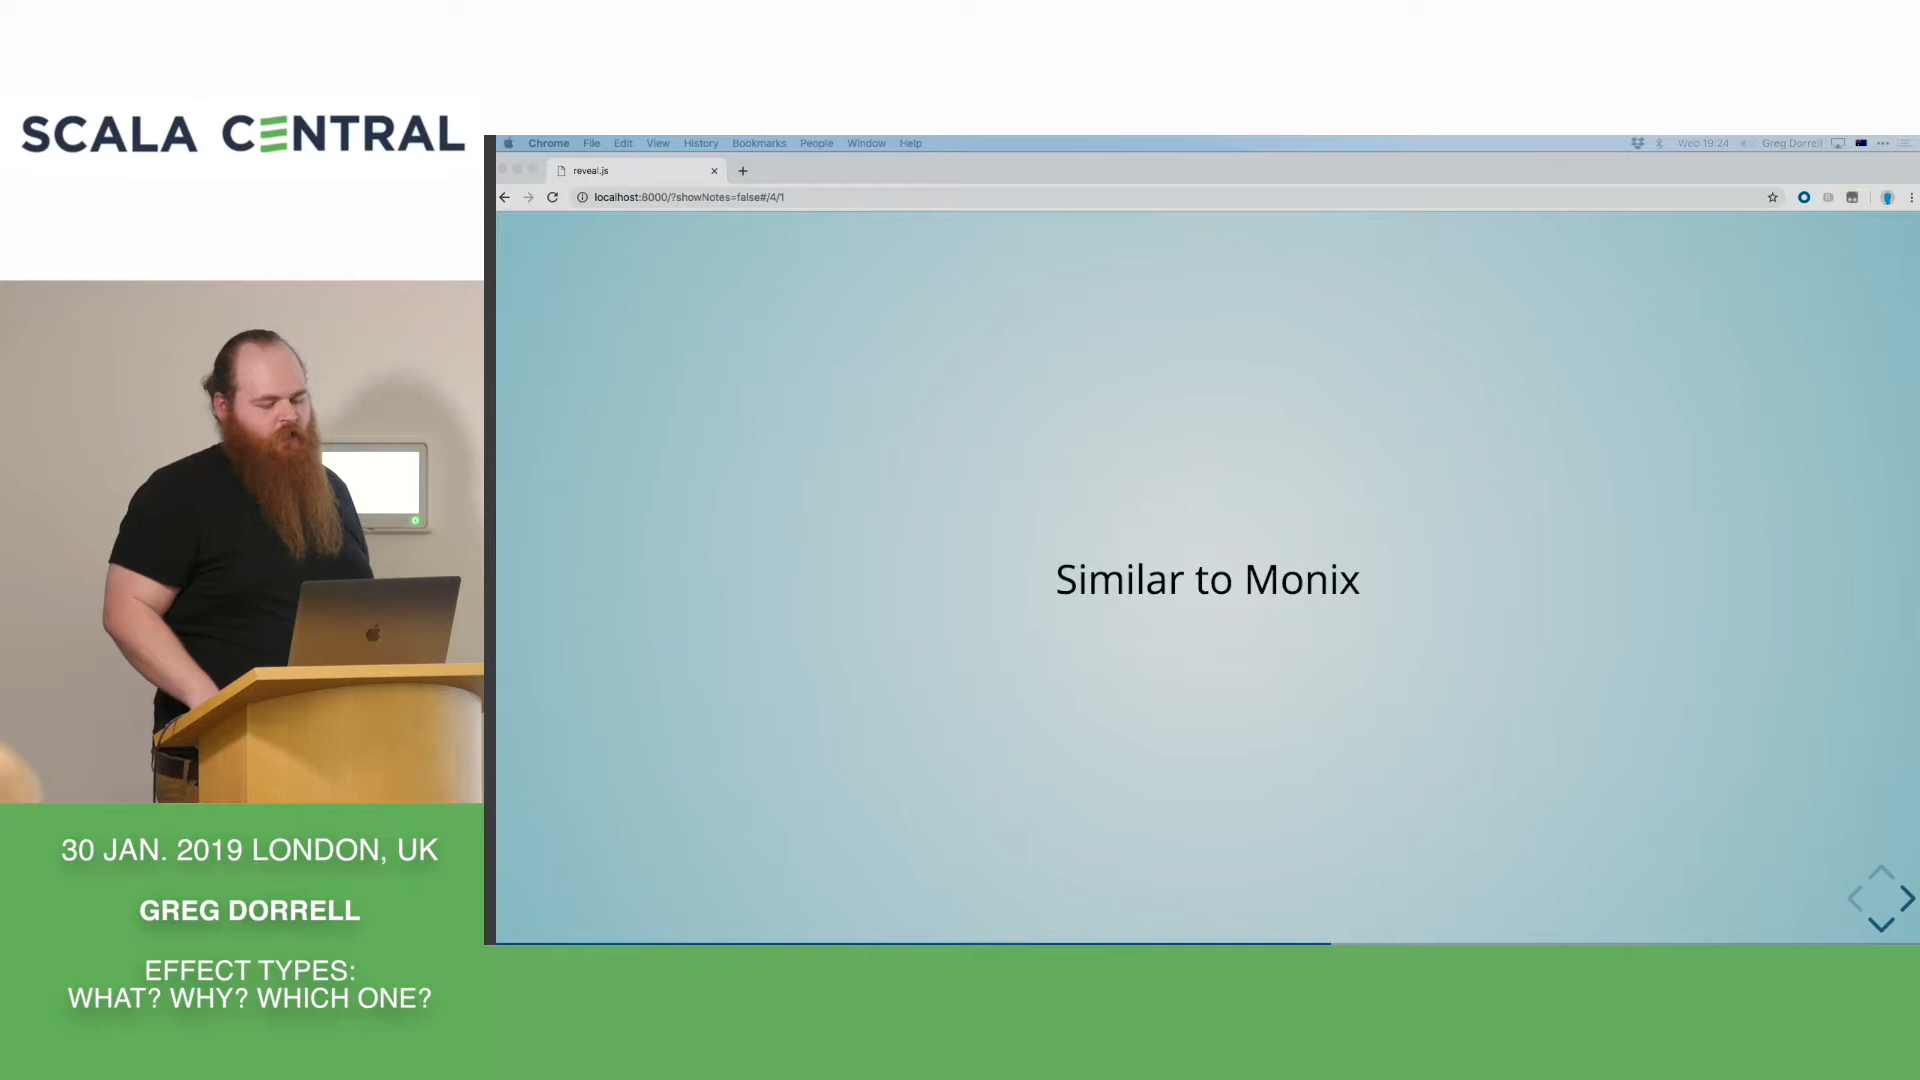 SCALA CENTRAL
Chrome File Edit View History Bookmarks People Window Help
Wed 19:24 Greg Dorrell
reveal.js
localhost:8000/?showNotes=false#/4/1
Similar to Monix
30 JAN. 2019 LONDON, UK
GREG DORRELL
EFFECT TYPES:
WHAT? WHY? WHICH ONE?